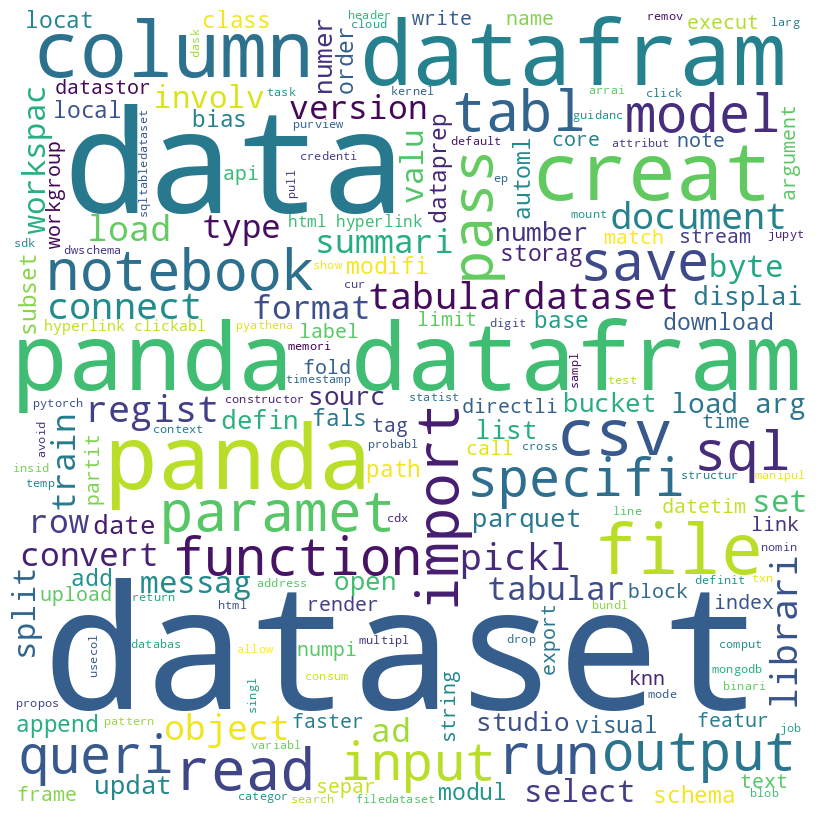 locat
class
header
cloud
write
name
remov
execut
larg
column
dask
numer
order
datafram
datastor
task
kernel
arrai
click
involv
version
tabl
model
local
bias
purview
guidanc
workspac
workgroup
data
sqltabledataset
pull
credenti
api
valu
dataprep
default
pass
automl
core
attribut
note
creat
argument
ep
mount
load
type
html hyperlink
document
sdk
dwschema
summari
number
match
stream
jupyt
subset
notebook
show
modifi
storag
save
byte
connect
format
cur
tabulardataset
displai
hyperlink clickabl
pyathena
label
limit
digit
base
download
memori
panda datafram
sampl
test
fold
timestamp
pytorch
constructor
sourc
statist
directli
bucket
load arg
regist
defin
fals
tag
list
csv
time
train
context
probabl
call
cross
sql
avoid
partit
panda
path
specifi
structur
manipul
insid
temp
import
datetim
set
row
date
paramet
cdx
parquet
line
link
convert
function
pickl
file
nomin
librari
split
add
messag
address
open
tabular
block
definit
txn
index
upload
return
html
render
bundl
export
usecol
databas
allow
numpi
multipl
drop
comput
mongodb
dataset
knn
binari
propos
singl
consum
mode
append
pattern
object
faster
ad
string
studio
visual
featur
job
variabl
queri
read
input
run
output
updat
frame
categor
search
separ
filedataset
modul
select
schema
text
blob